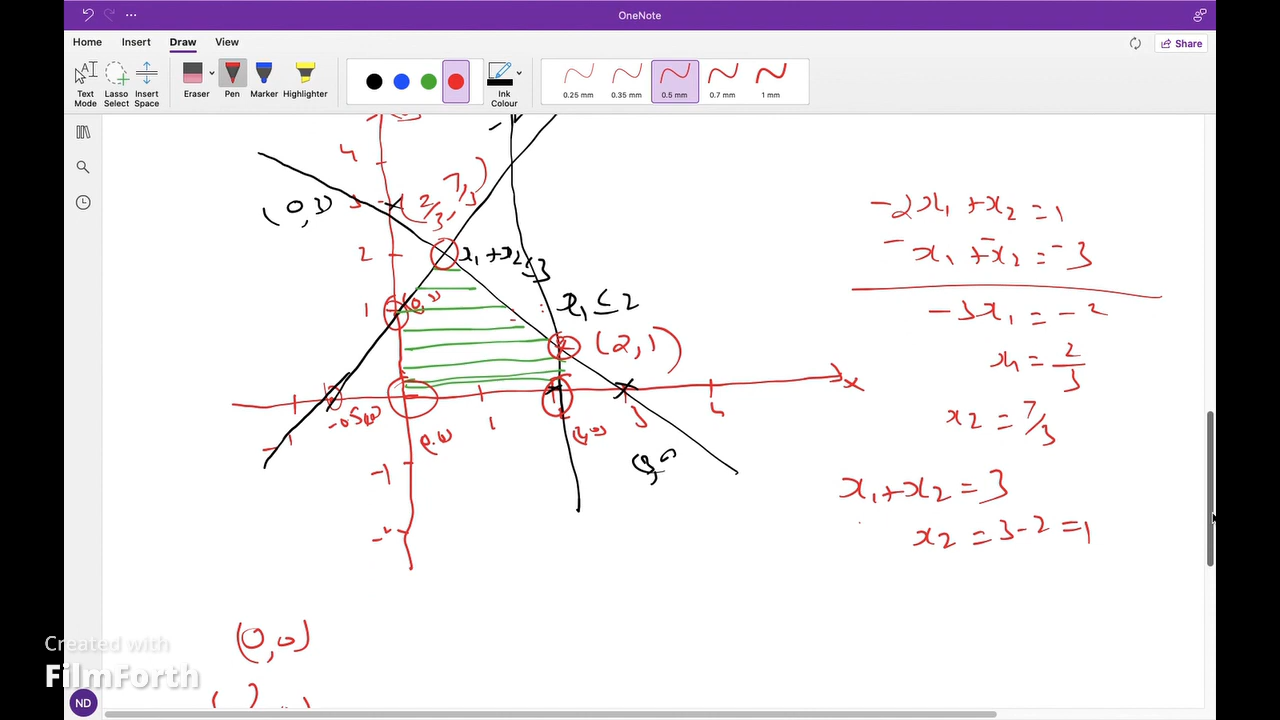 OneNote
Home Insert Draw View
Share
Text Mode
Lasso Select
Insert Space
Eraser
Pen
Marker
Highlighter
Ink Colour
0.25 mm
0.35 mm
0.5 mm
0.7 mm
1 mm
4
(2/3, 7/3)
(0,3)
3
2
x₁ + x₂ ≤ 3
1
x₁ ≤ 2
(2,1)
x
-1
1
2
3
4
-1
-2
-2x₁ + x₂ = 1
x₁ + x₂ = 3
-3x₁ = -2
x₁ = 2/3
x₂ = 7/3
x₁ + x₂ = 3
x₂ = 3 - 2 = 1
(0,0)
Created with
FilmForth
ND